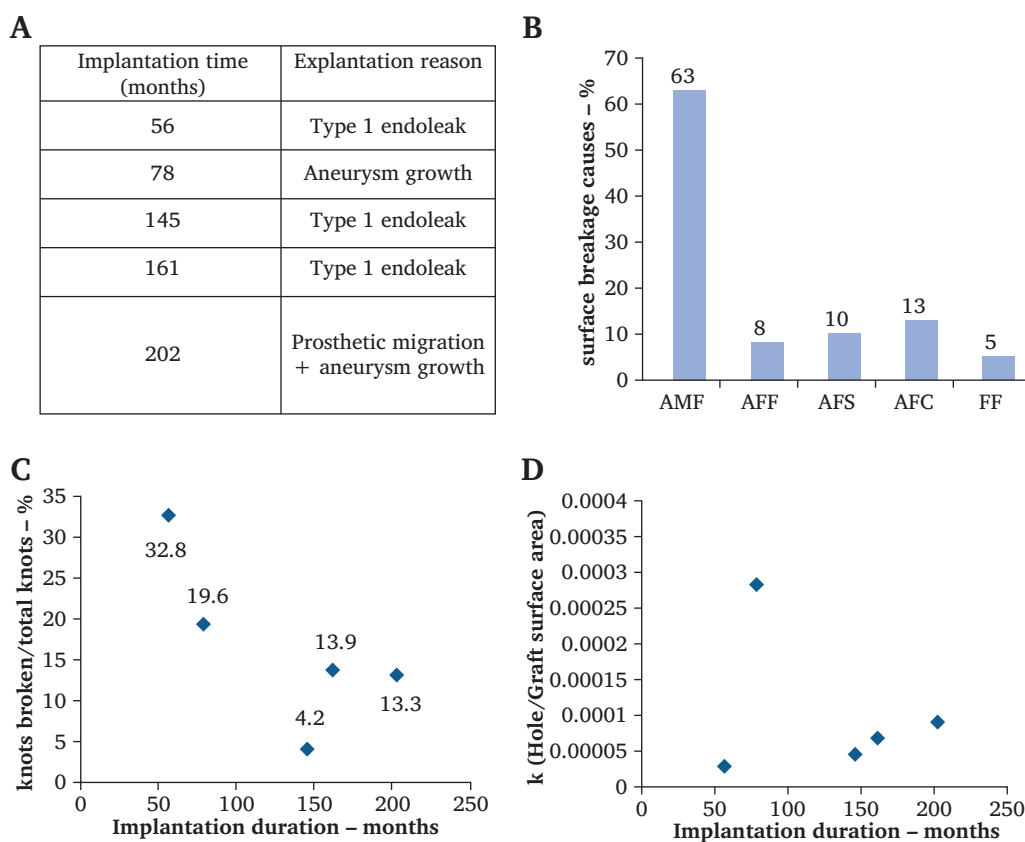 A
Implantation time
(months)
Explantation reason
56
Type 1 endoleak
78
Aneurysm growth
145
Type 1 endoleak
161
Type 1 endoleak
202
Prosthetic migration
+ aneurysm growth
B
surface breakage causes – %
70
60
50
40
30
20
10
0
63
8
10
13
5
AMF
AFF
AFS
AFC
FF
C
knots broken/total knots – %
35
30
25
20
15
10
5
0
32.8
19.6
4.2
13.9
13.3
0
50
100
150
200
250
Implantation duration – months
D
k (Hole/Graft surface area)
0.0004
0.00035
0.0003
0.00025
0.0002
0.00015
0.0001
0.00005
0
0
50
100
150
200
250
Implantation duration – months